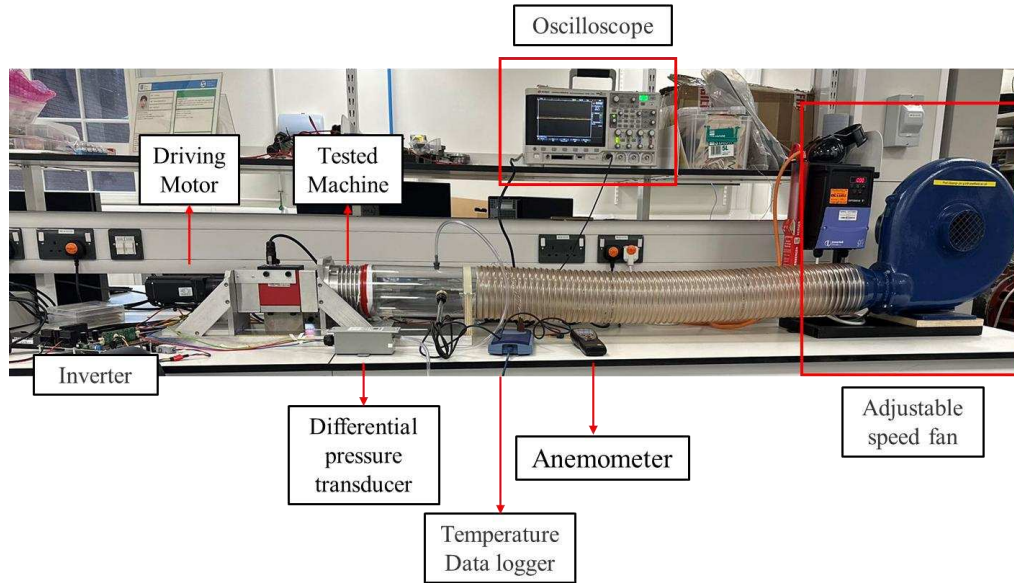 Oscilloscope
Driving
Motor
Tested
Machine
Inverter
Differential
pressure
transducer
Anemometer
Adjustable
speed fan
Temperature
Data logger